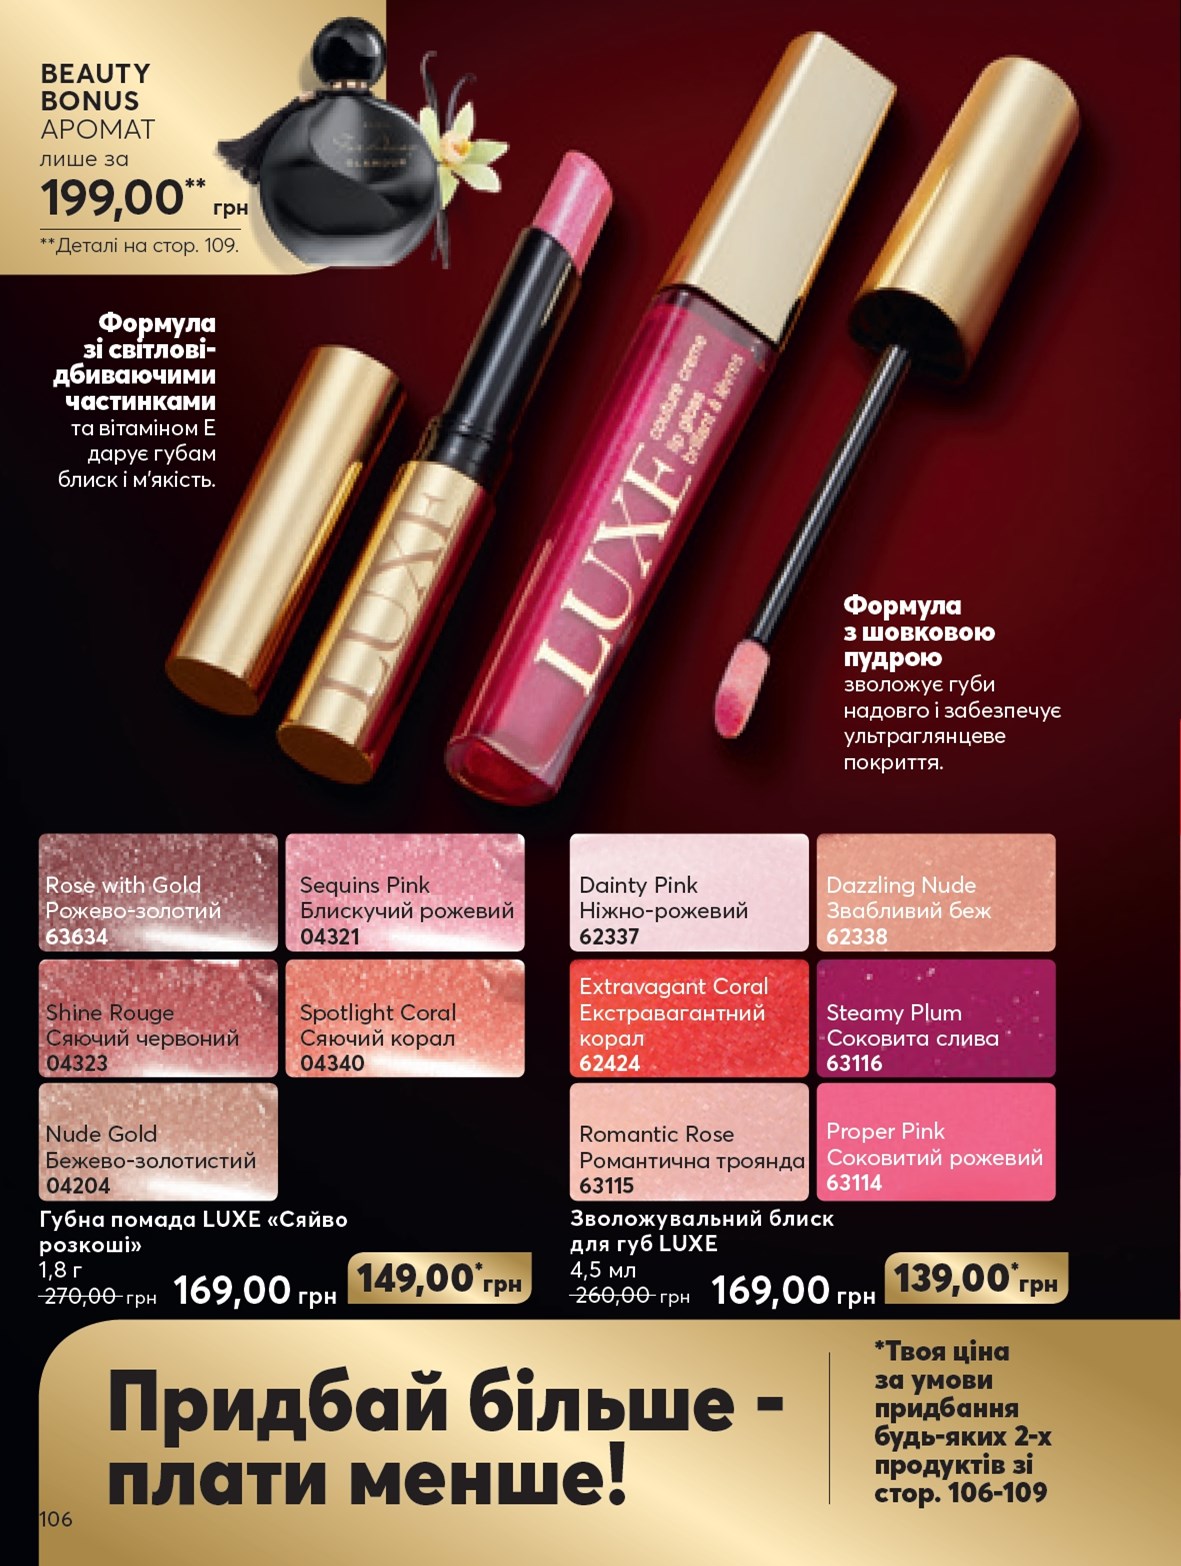 BEAUTY
BONUS
АРОМАТ
лише за
199,00** грн
**Деталі на стор. 109.
GLAMOUR
Формула
зі світлові-
дбиваючими
частинками
та вітаміном Е
дарує губам
блиск і м'якість.
LUXE
LUXE
couture creme
lip gloss
brillant à lèvres
Формула
з шовковою
пудрою
зволожує губи
надовго і забезпечує
ультраглянцеве
покриття.
Rose with Gold
Рожево-золотий
63634
Sequins Pink
Блискучий рожевий
04321
Shine Rouge
Сяючий червоний
04323
Spotlight Coral
Сяючий корал
04340
Nude Gold
Бежево-золотистий
04204
Губна помада LUXE «Сяйво
розкоші»
1,8 г
270,00 грн 169,00 грн 149,00* грн
Dainty Pink
Ніжно-рожевий
62337
Dazzling Nude
Звабливий беж
62338
Extravagant Coral
Екстравагантний
корал
62424
Steamy Plum
Соковита слива
63116
Romantic Rose
Романтична троянда
63115
Proper Pink
Соковитий рожевий
63114
Зволожувальний блиск
для губ LUXE
4,5 мл
260,00 грн 169,00 грн 139,00* грн
Придбай більше -
плати менше!
*Твоя ціна
за умови
придбання
будь-яких 2-х
продуктів зі
стор. 106-109
106